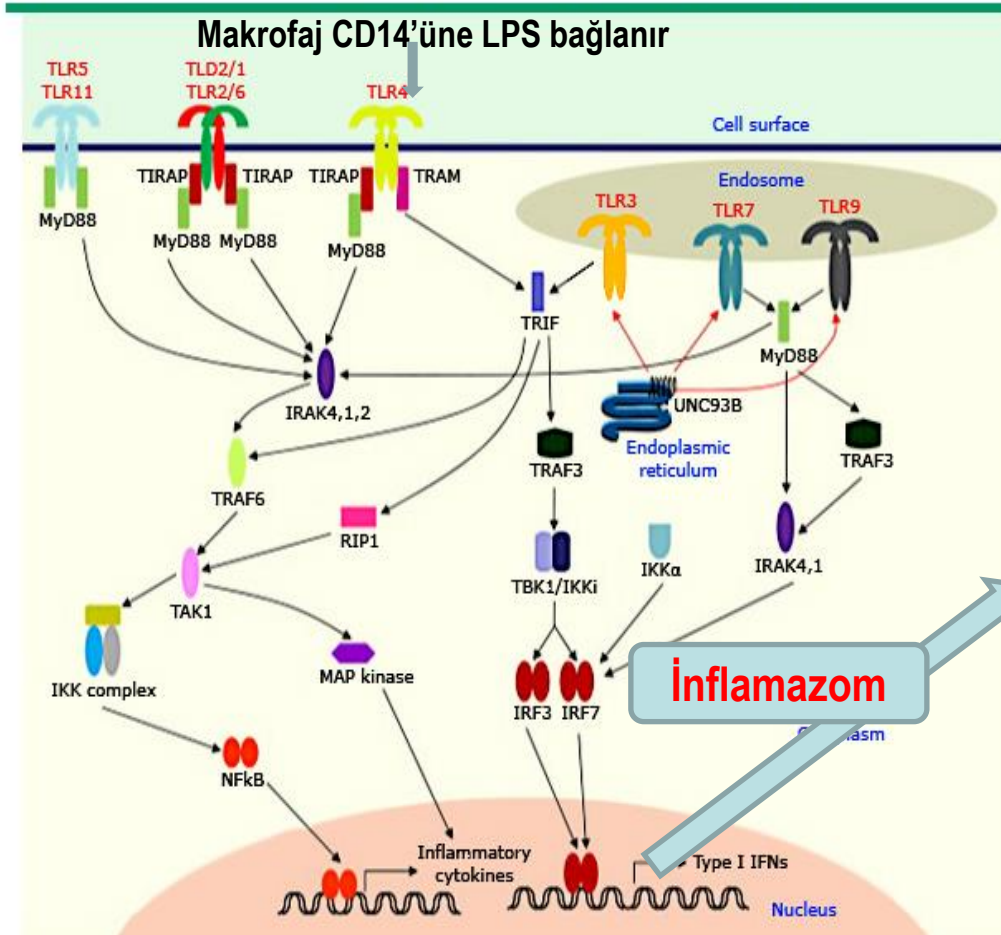 Makrofaj CD14'üne LPS bağlanır
TLR5
TLR11
TLD2/1
TLR2/6
TLR4
Cell surface
TIRAP
TIRAP
TIRAP
TRAM
MyD88
MyD88
MyD88
MyD88
Endosome
TLR3
TLR7
TLR9
TRIF
MyD88
IRAK4,1,2
UNC93B
Endoplasmic
reticulum
TRAF6
TRAF3
TRAF3
RIP1
TAK1
TBK1/IKKi
IKKα
IRAK4,1
IKK complex
MAP kinase
IRF3
IRF7
İnflamazom
NFkB
Inflammatory
cytokines
Type I IFNs
Nucleus